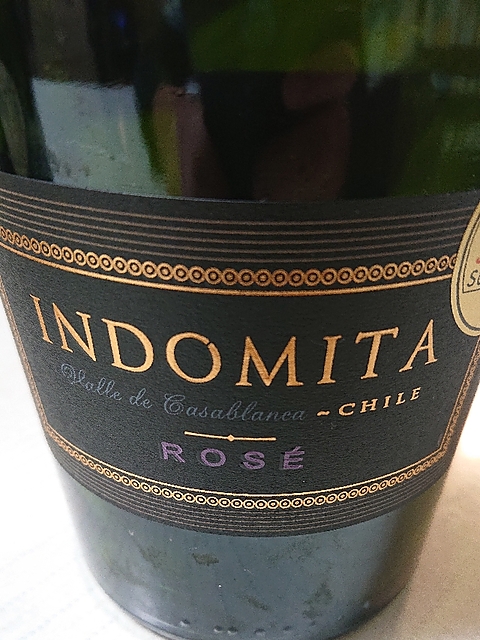 INDOMITA
Valle de Casablanca ~CHILE
ROSÉ